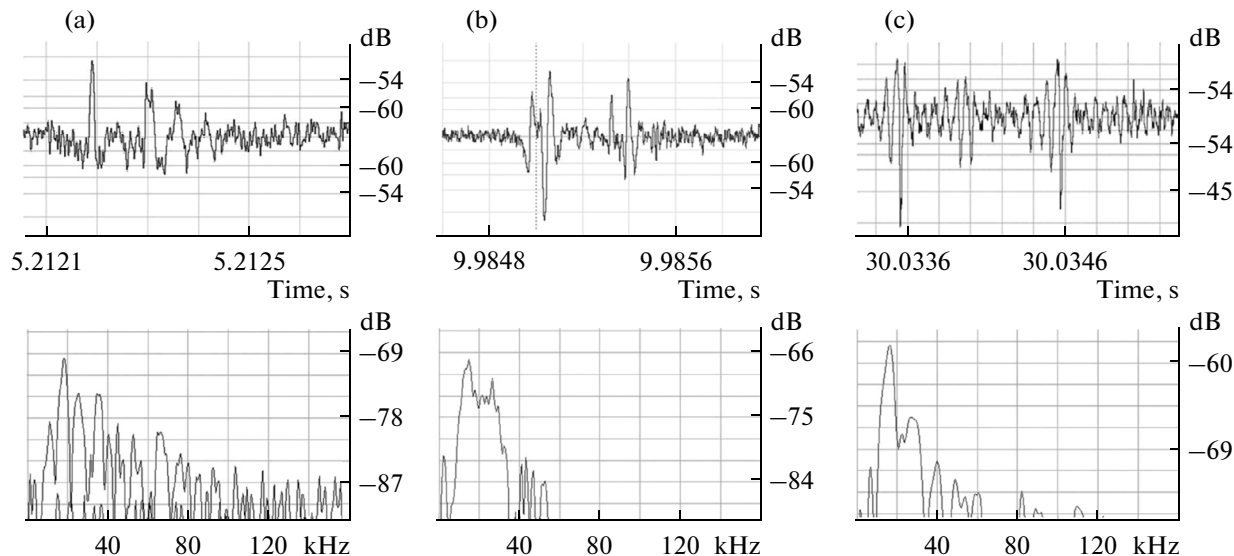 (a) (b) (c)
dB dB dB
–54 –54 –54
–60 –60
–54
–60 –60
–54 –54 –45
5.2121 5.2125 9.9848 9.9856 30.0336 30.0346
Time, s Time, s Time, s
dB dB dB
–69 –66 –60
–78 –75
–69
–87 –84
40 80 120 kHz 40 80 120 kHz 40 80 120 kHz